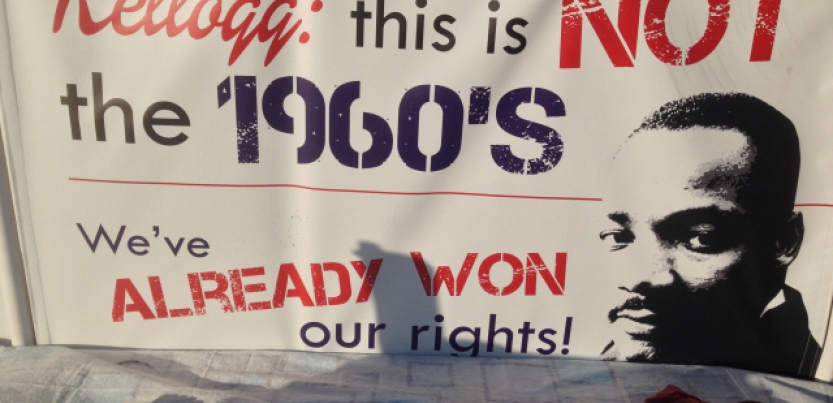 Kellogg: this is NOT
the 1960'S
We've
ALREADY WON
our rights!